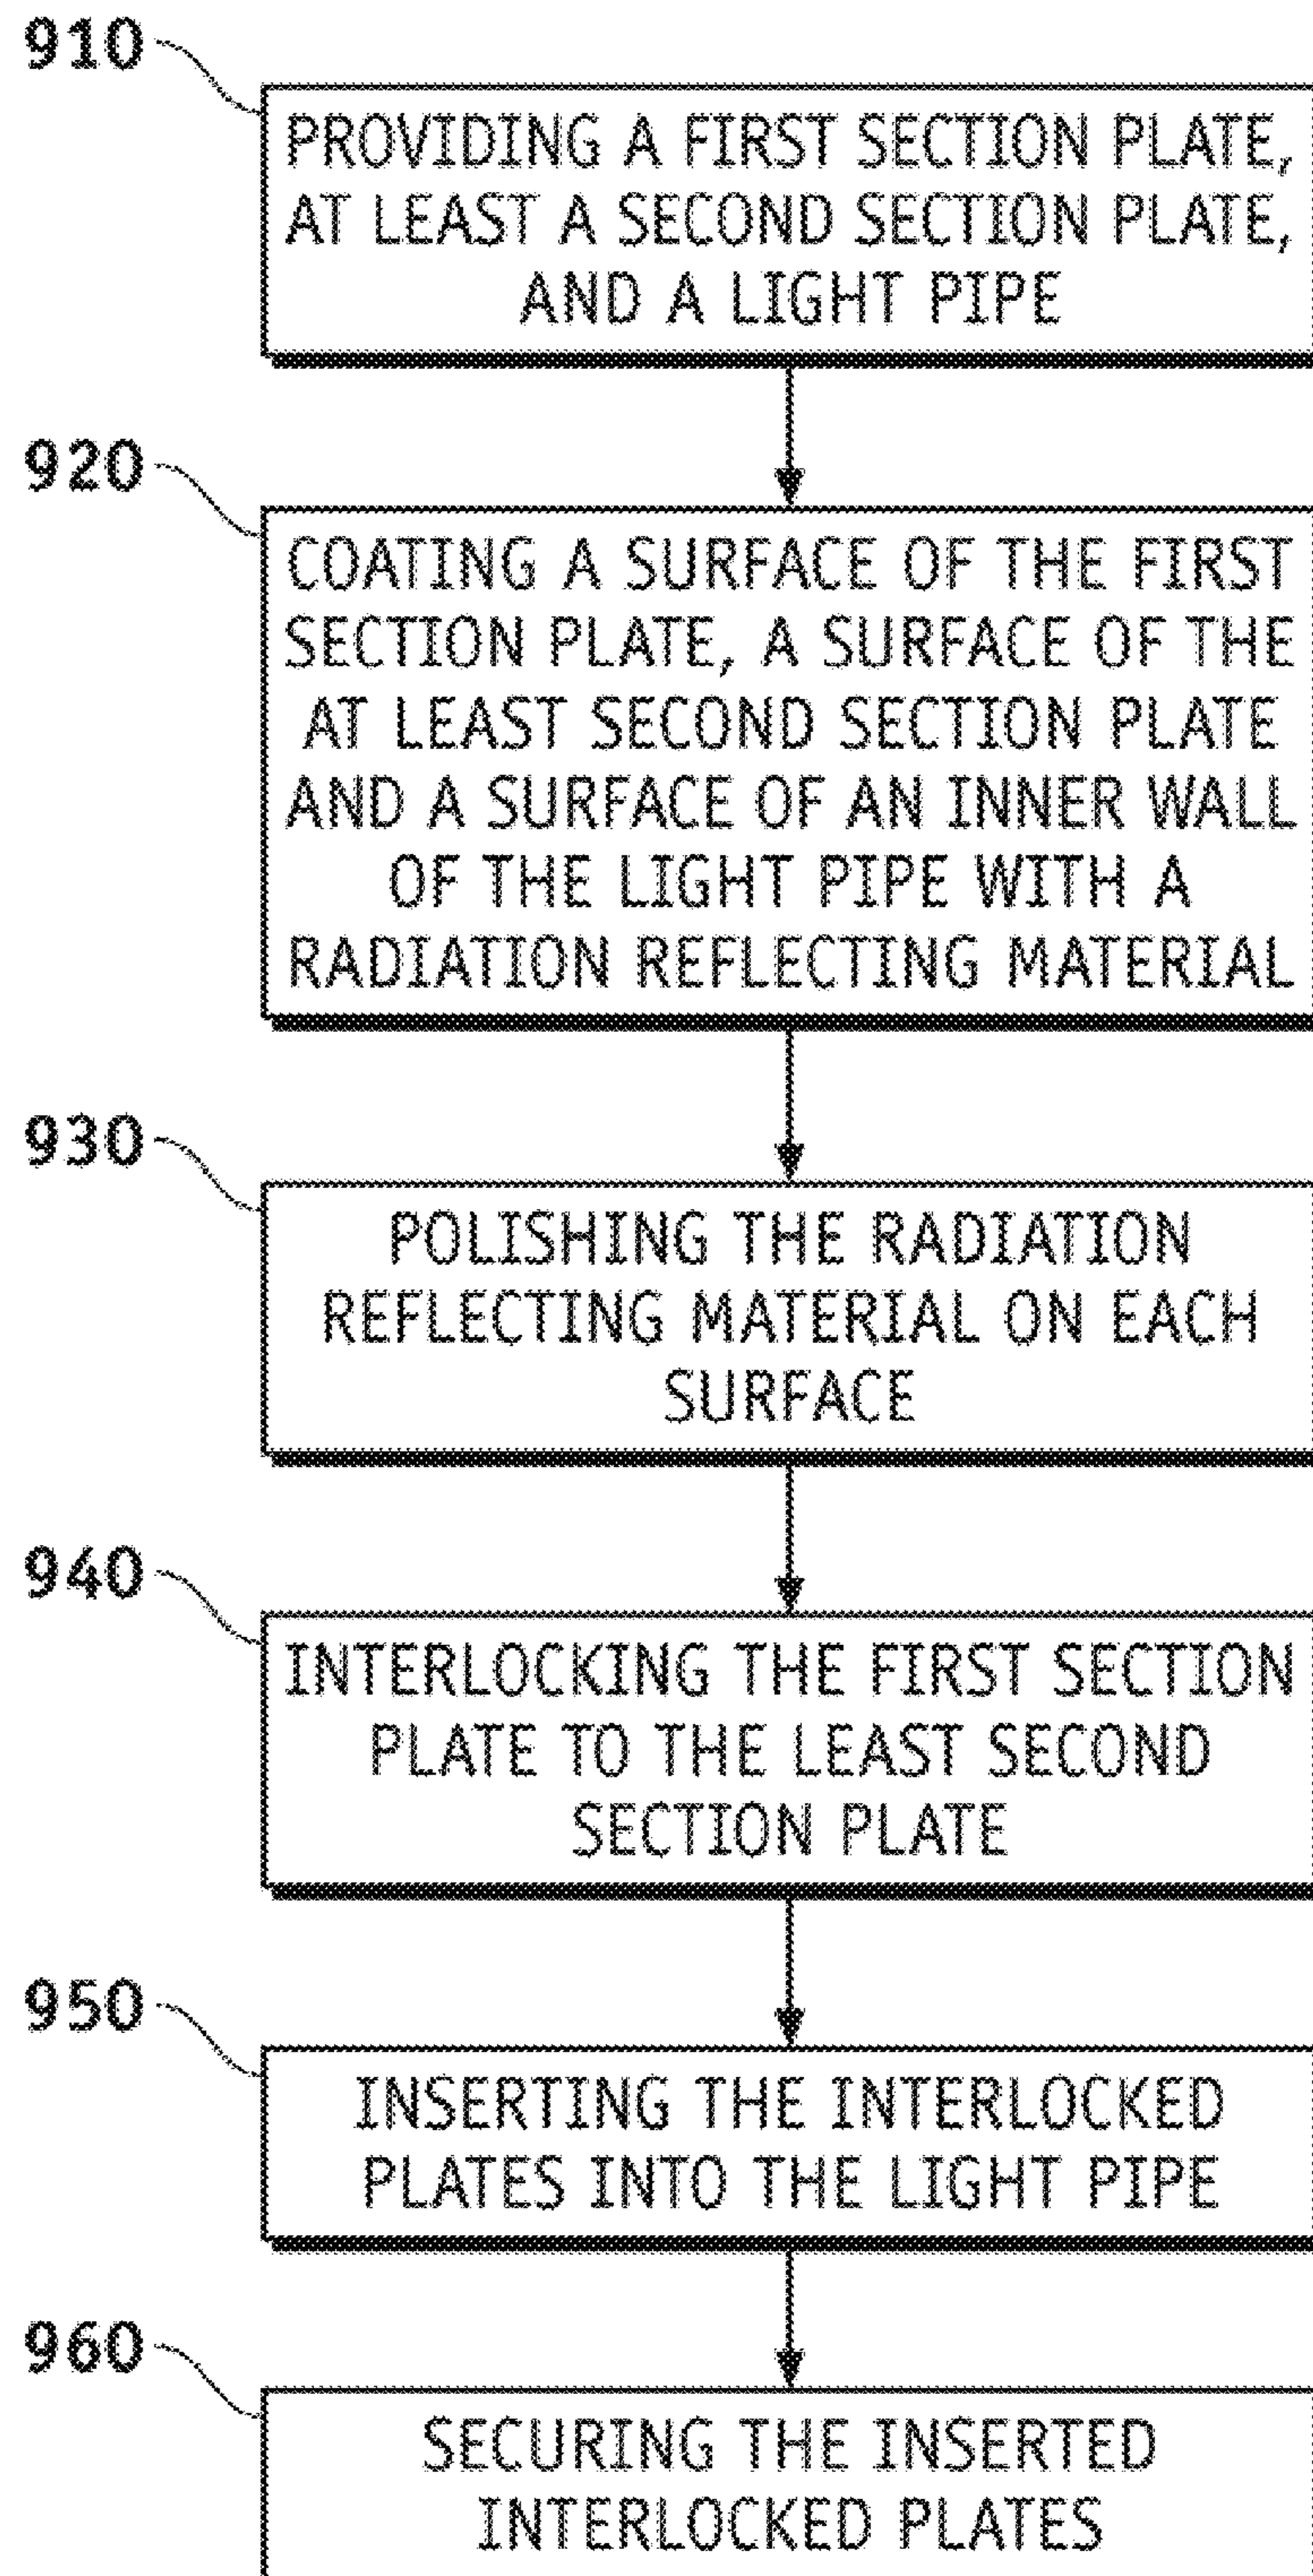 910
PROVIDING A FIRST SECTION PLATE,
AT LEAST A SECOND SECTION PLATE,
AND A LIGHT PIPE
920
COATING A SURFACE OF THE FIRST
SECTION PLATE, A SURFACE OF THE
AT LEAST SECOND SECTION PLATE
AND A SURFACE OF AN INNER WALL
OF THE LIGHT PIPE WITH A
RADIATION REFLECTING MATERIAL
930
POLISHING THE RADIATION
REFLECTING MATERIAL ON EACH
SURFACE
940
INTERLOCKING THE FIRST SECTION
PLATE TO THE LEAST SECOND
SECTION PLATE
950
INSERTING THE INTERLOCKED
PLATES INTO THE LIGHT PIPE
960
SECURING THE INSERTED
INTERLOCKED PLATES